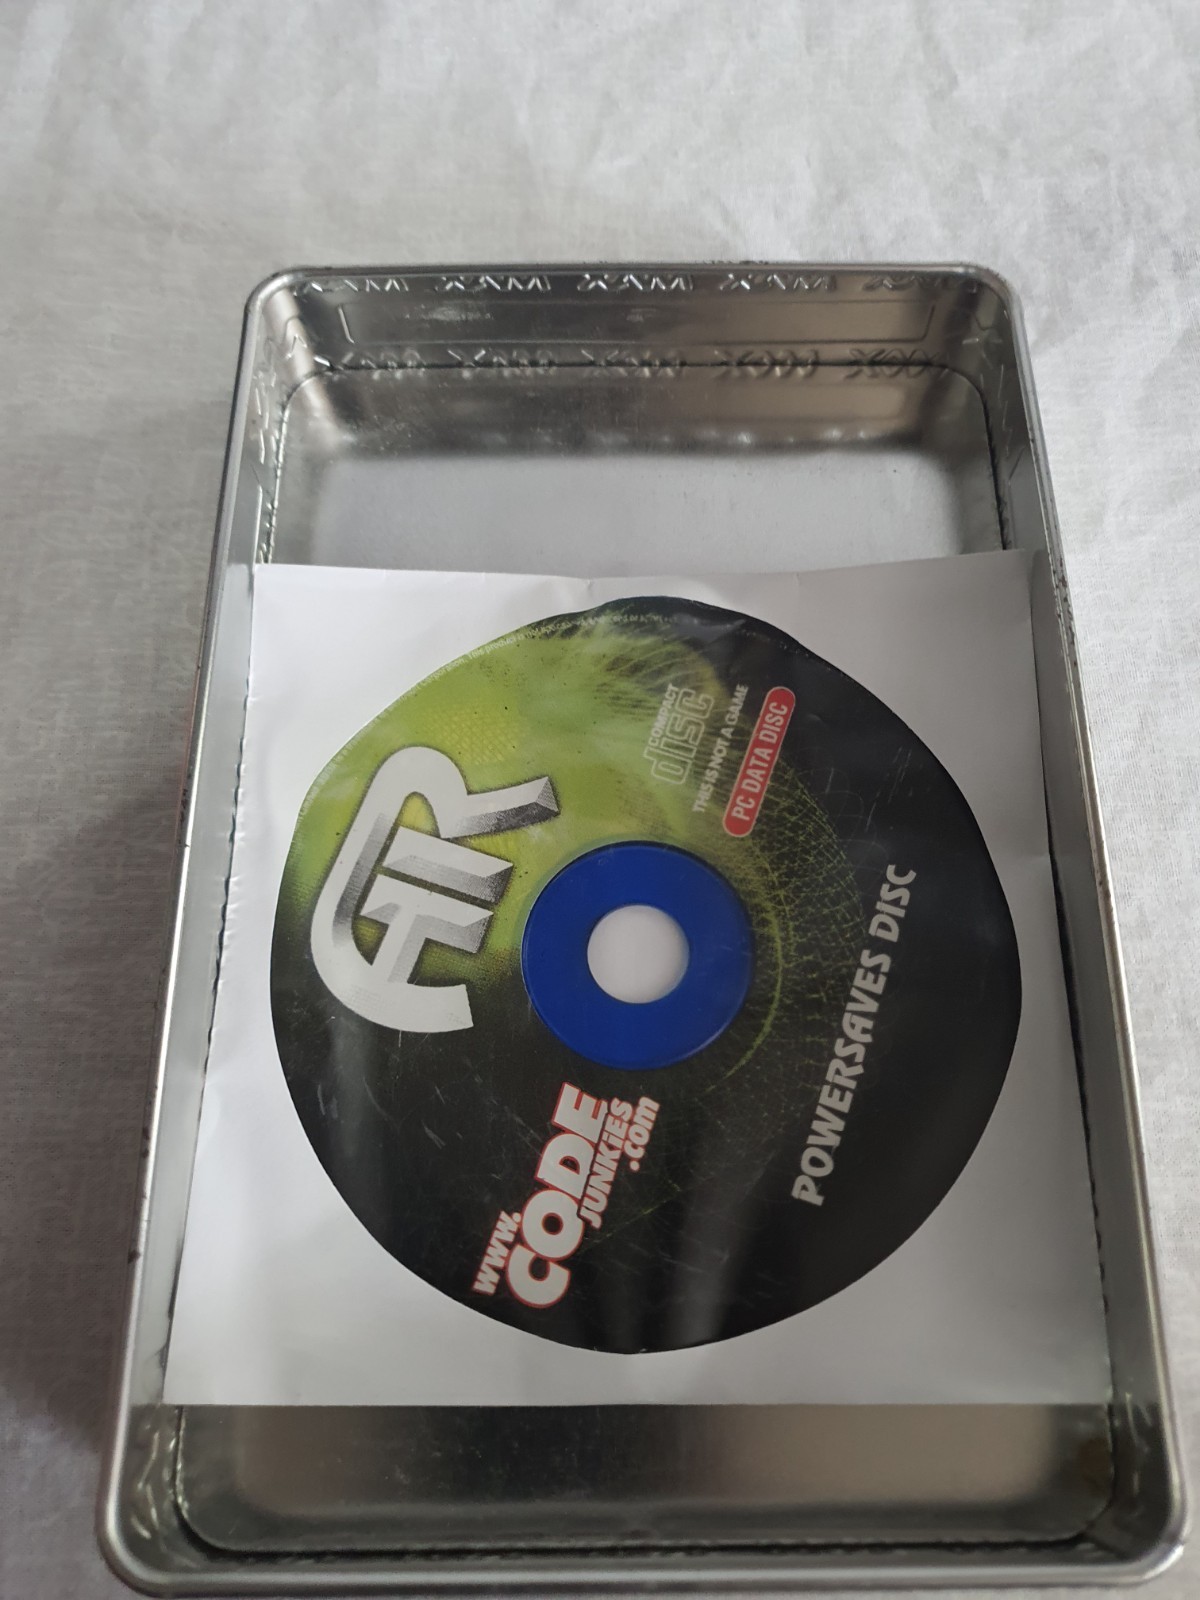 AR
COMPACT
disc
THIS IS NOT A GAME
PC DATA DISC
www.
CODE
JUNKiES
.com
POWERSAVES DISC